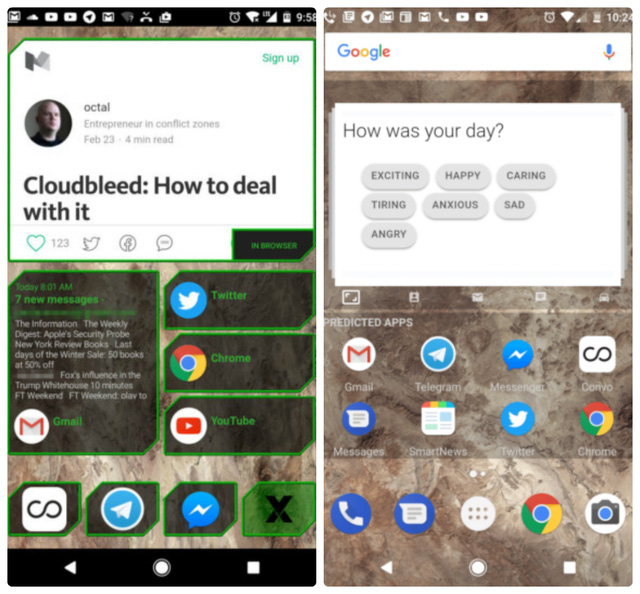 9:58
Sign up
octal
Entrepreneur in conflict zones
Feb 23 · 4 min read
Cloudbleed: How to deal
with it
123
IN BROWSER
Today 8:01 AM
7 new messages
The Information The Weekly
Digest: Apple's Security Probe
New York Review Books Last
days of the Winter Sale: 50 books
at 50% off
Fox's influence in the
Trump Whitehouse 10 minutes
FT Weekend FT Weekend: olav to
Gmail
Twitter
Chrome
YouTube
10:24
Google
How was your day?
EXCITING HAPPY CARING
TIRING ANXIOUS SAD
ANGRY
PREDICTED APPS
Gmail Telegram Messenger Convo
Messages SmartNews Twitter Chrome